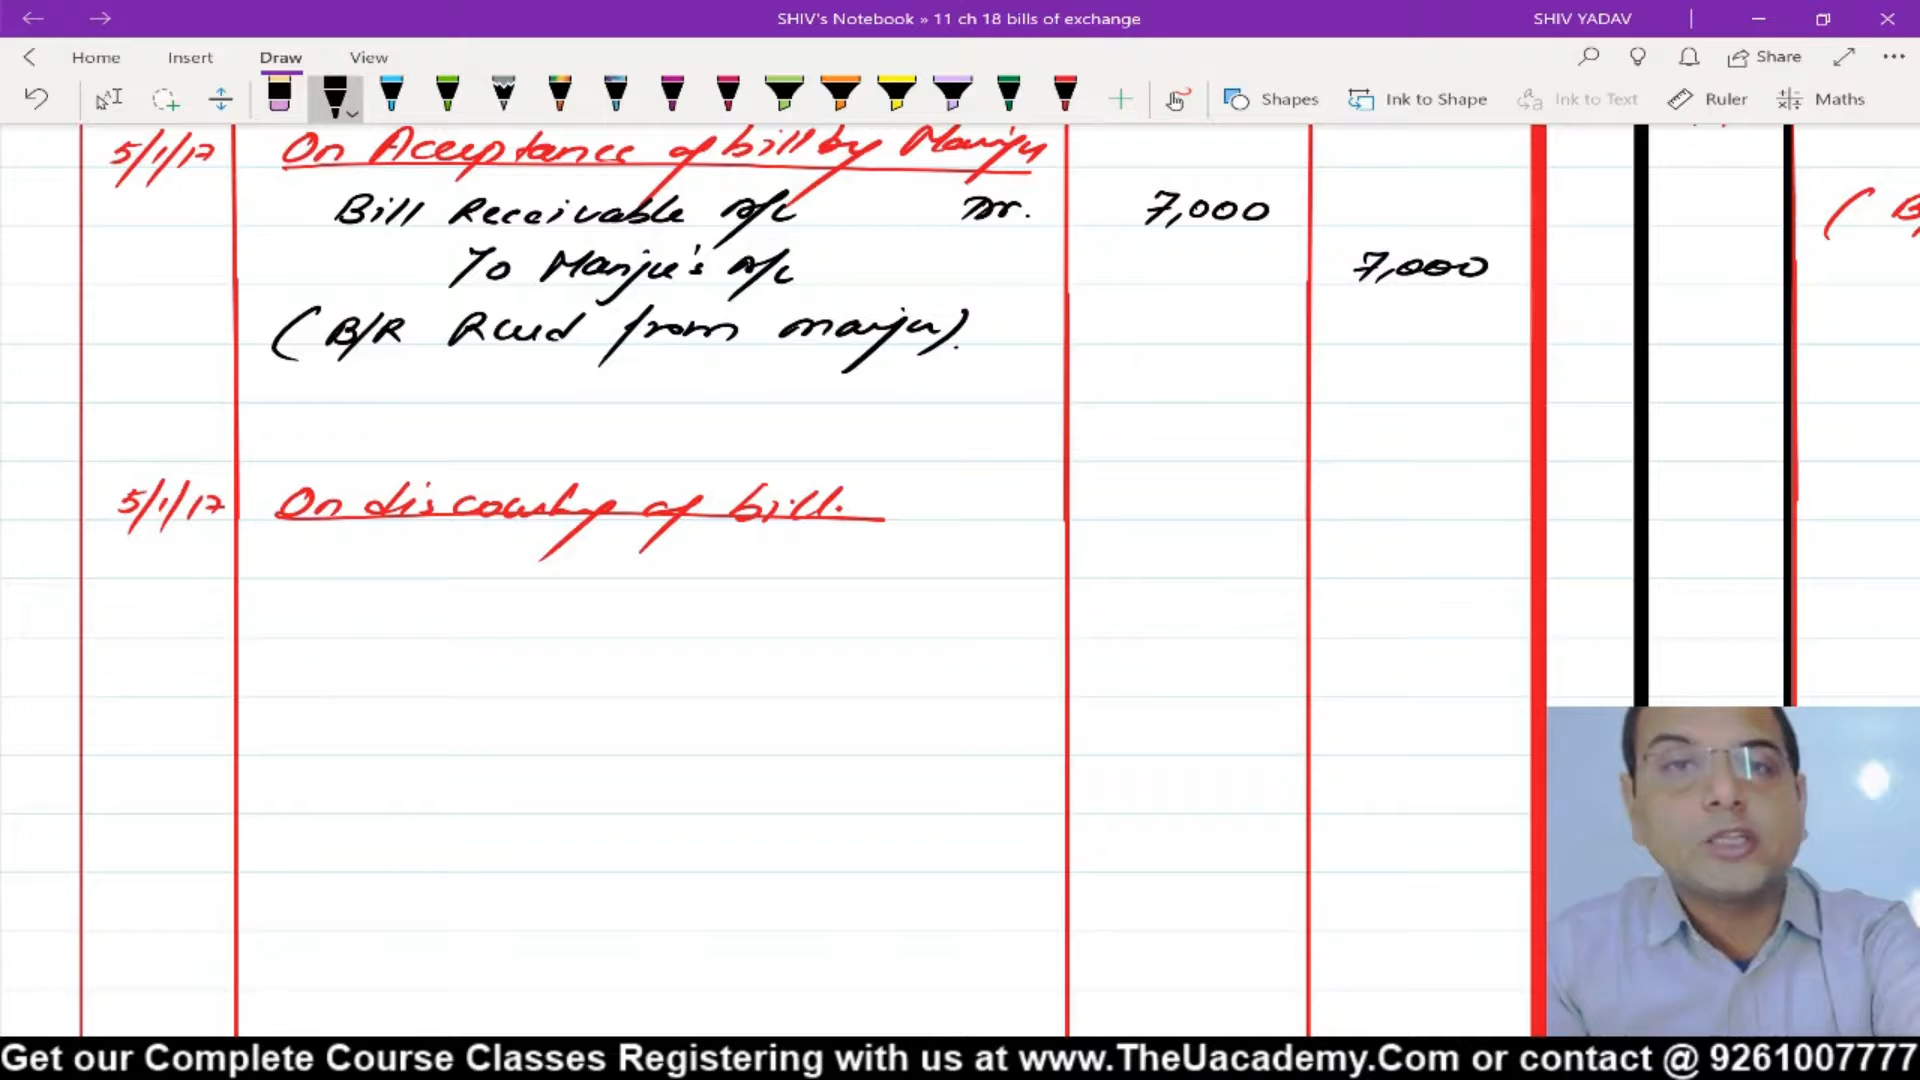 SHIV's Notebook » 11 ch 18 bills of exchange
SHIV YADAV
Home Insert Draw View
Share
Shapes Ink to Shape Ink to Text Ruler Maths
5/1/17 On Acceptance of bill by Manju
Bill Receivable A/c Dr. 7,000
To Manju's A/c 7,000
(B/R Rcud from manju).
(B
5/1/17 On discounting of bill.
Get our Complete Course Classes Registering with us at www.TheUacademy.Com or contact @ 9261007777